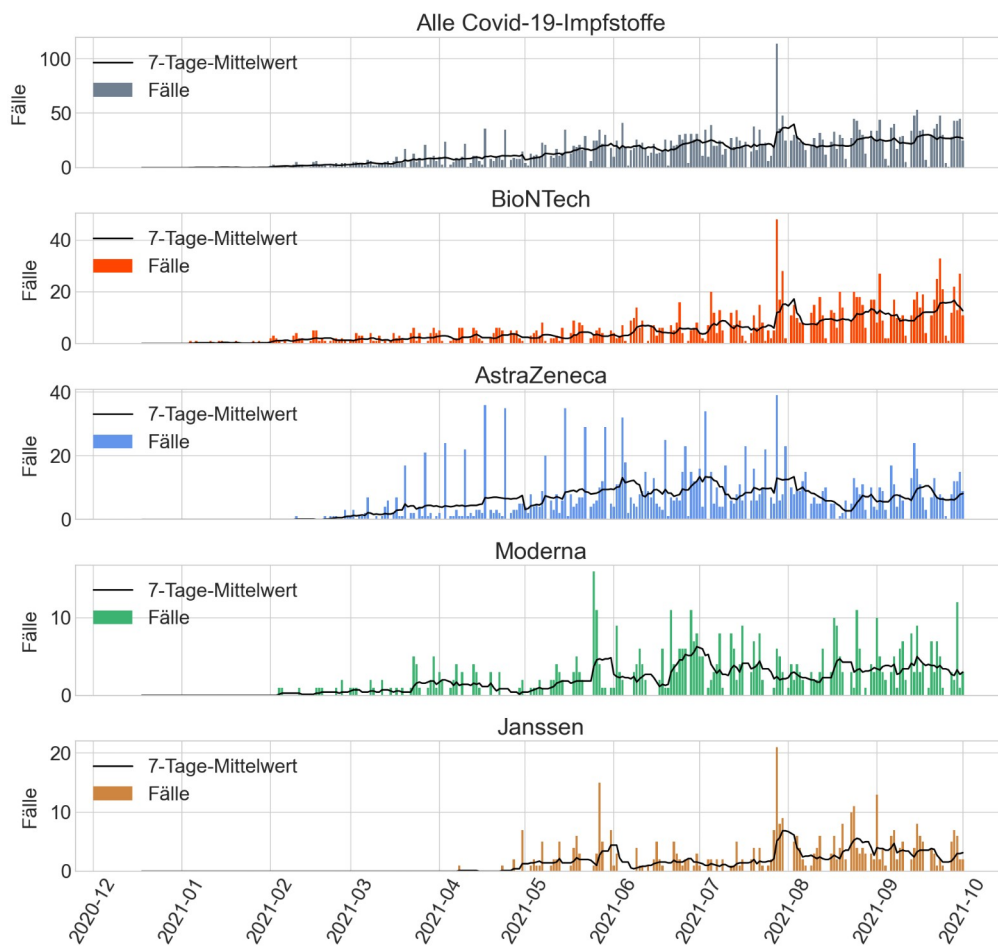 Alle Covid-19-Impfstoffe
Fälle
100
50
0
7-Tage-Mittelwert
Fälle
BioNTech
Fälle
40
20
0
7-Tage-Mittelwert
Fälle
AstraZeneca
Fälle
40
20
0
7-Tage-Mittelwert
Fälle
Moderna
Fälle
10
0
7-Tage-Mittelwert
Fälle
Janssen
Fälle
20
10
0
7-Tage-Mittelwert
Fälle
2020-12
2021-01
2021-02
2021-03
2021-04
2021-05
2021-06
2021-07
2021-08
2021-09
2021-10